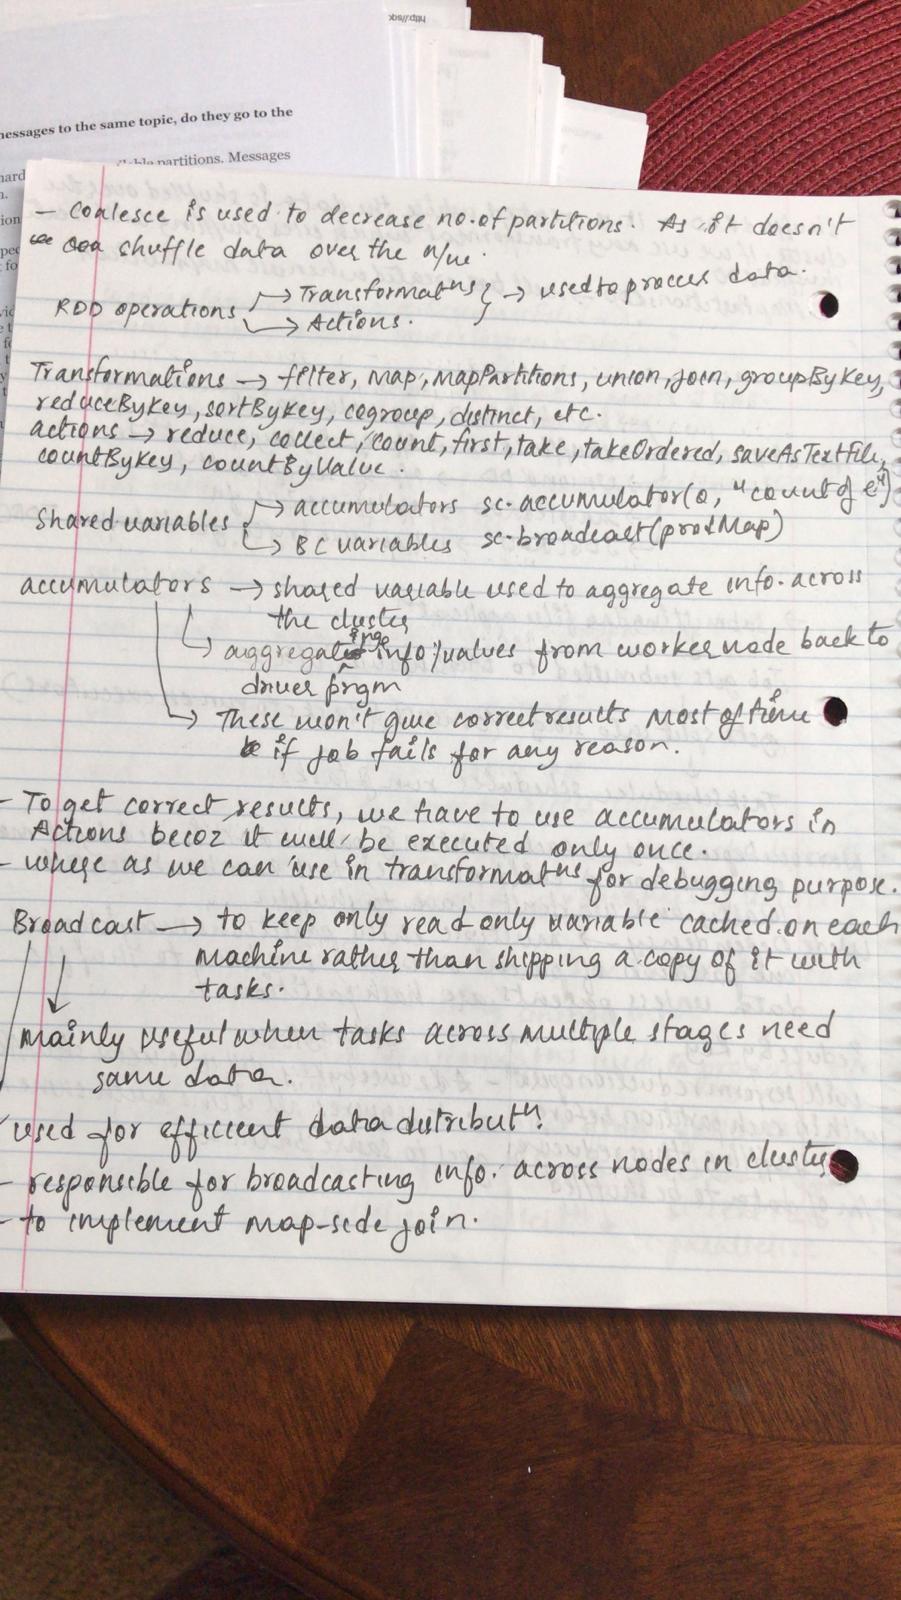 http://sqx
messages to the same topic, do they go to the
partitions. Messages
- coalesce is used to decrease no. of partitions. As it doesn't
shuffle data over the n/w.
RDD operations → Transformatns } → used to process data.
→ Actions.
Transformations → filter, map, mapPartitions, union, join, groupByKey,
reduceByKey, sortByKey, cogroup, distinct, etc.
actions → reduce, collect, count, first, take, takeOrdered, saveAsTextFile,
countByKey, countByValue.
Shared variables { → accumulators sc.accumulator(0, "count of e")
→ BC variables sc.broadcast(prodMap)
accumulators → shared variable used to aggregate info. across
the cluster
→ aggregating info/values from worker node back to
driver prgm
→ These won't give correct results most of time
if job fails for any reason.
- To get correct results, we have to use accumulators in
Actions becoz it will be executed only once.
- where as we can use in transformatns for debugging purpose.
Broadcast → to keep only read only variable cached on each
machine rather than shipping a copy of it with
tasks.
Mainly useful when tasks across multiple stages need
same data.
used for efficient data distributn.
- responsible for broadcasting info. across nodes in cluster
- to implement map-side join.